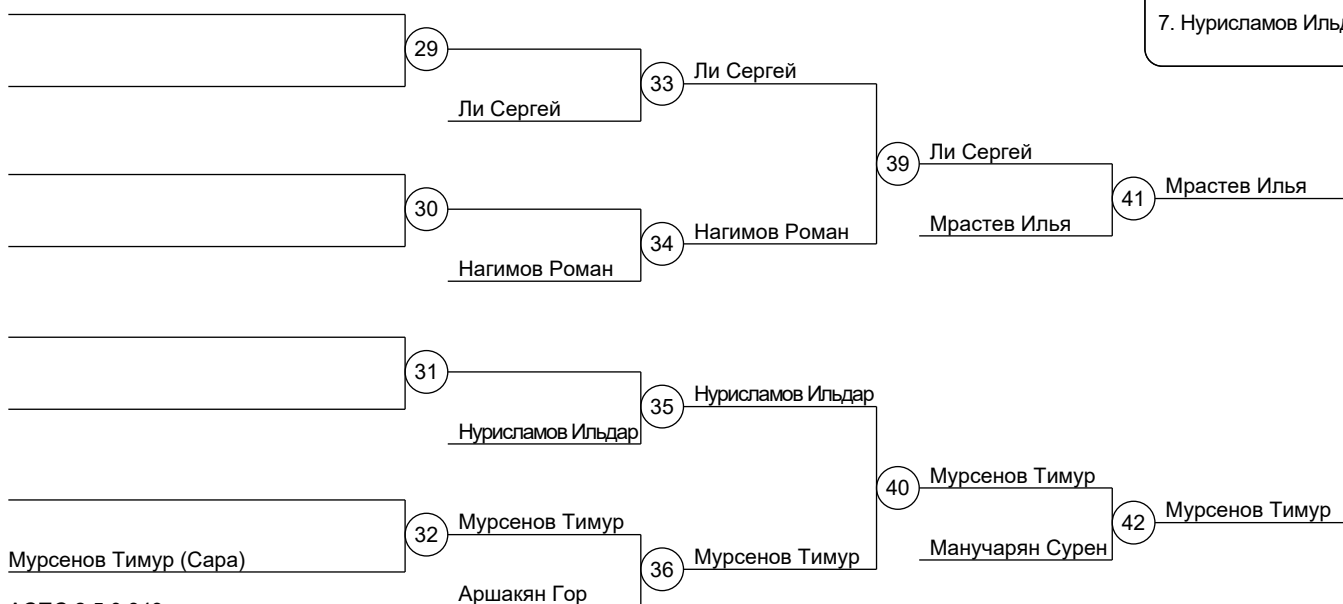 7. Нурисламов Ильд
29
33
Ли Сергей
Ли Сергей
39
Ли Сергей
41
Мрастев Илья
30
Мрастев Илья
34
Нагимов Роман
Нагимов Роман
31
35
Нурисламов Ильдар
Нурисламов Ильдар
40
Мурсенов Тимур
42
Мурсенов Тимур
32
Мурсенов Тимур
Манучарян Сурен
Мурсенов Тимур (Сара)
36
Мурсенов Тимур
Аршакян Гор